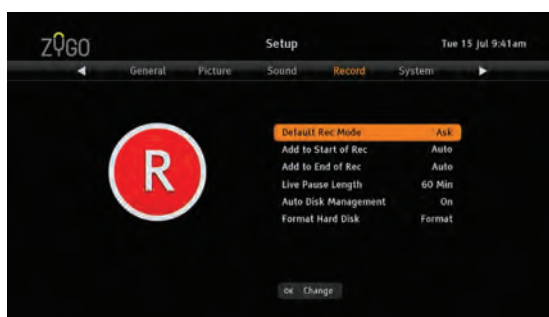 ZYGO
Setup
Tue 15 Jul 9:41am
General Picture Sound Record System
R
Default Rec Mode Ask
Add to Start of Rec Auto
Add to End of Rec Auto
Live Pause Length 60 Min
Auto Disk Management On
Format Hard Disk Format
OK Change